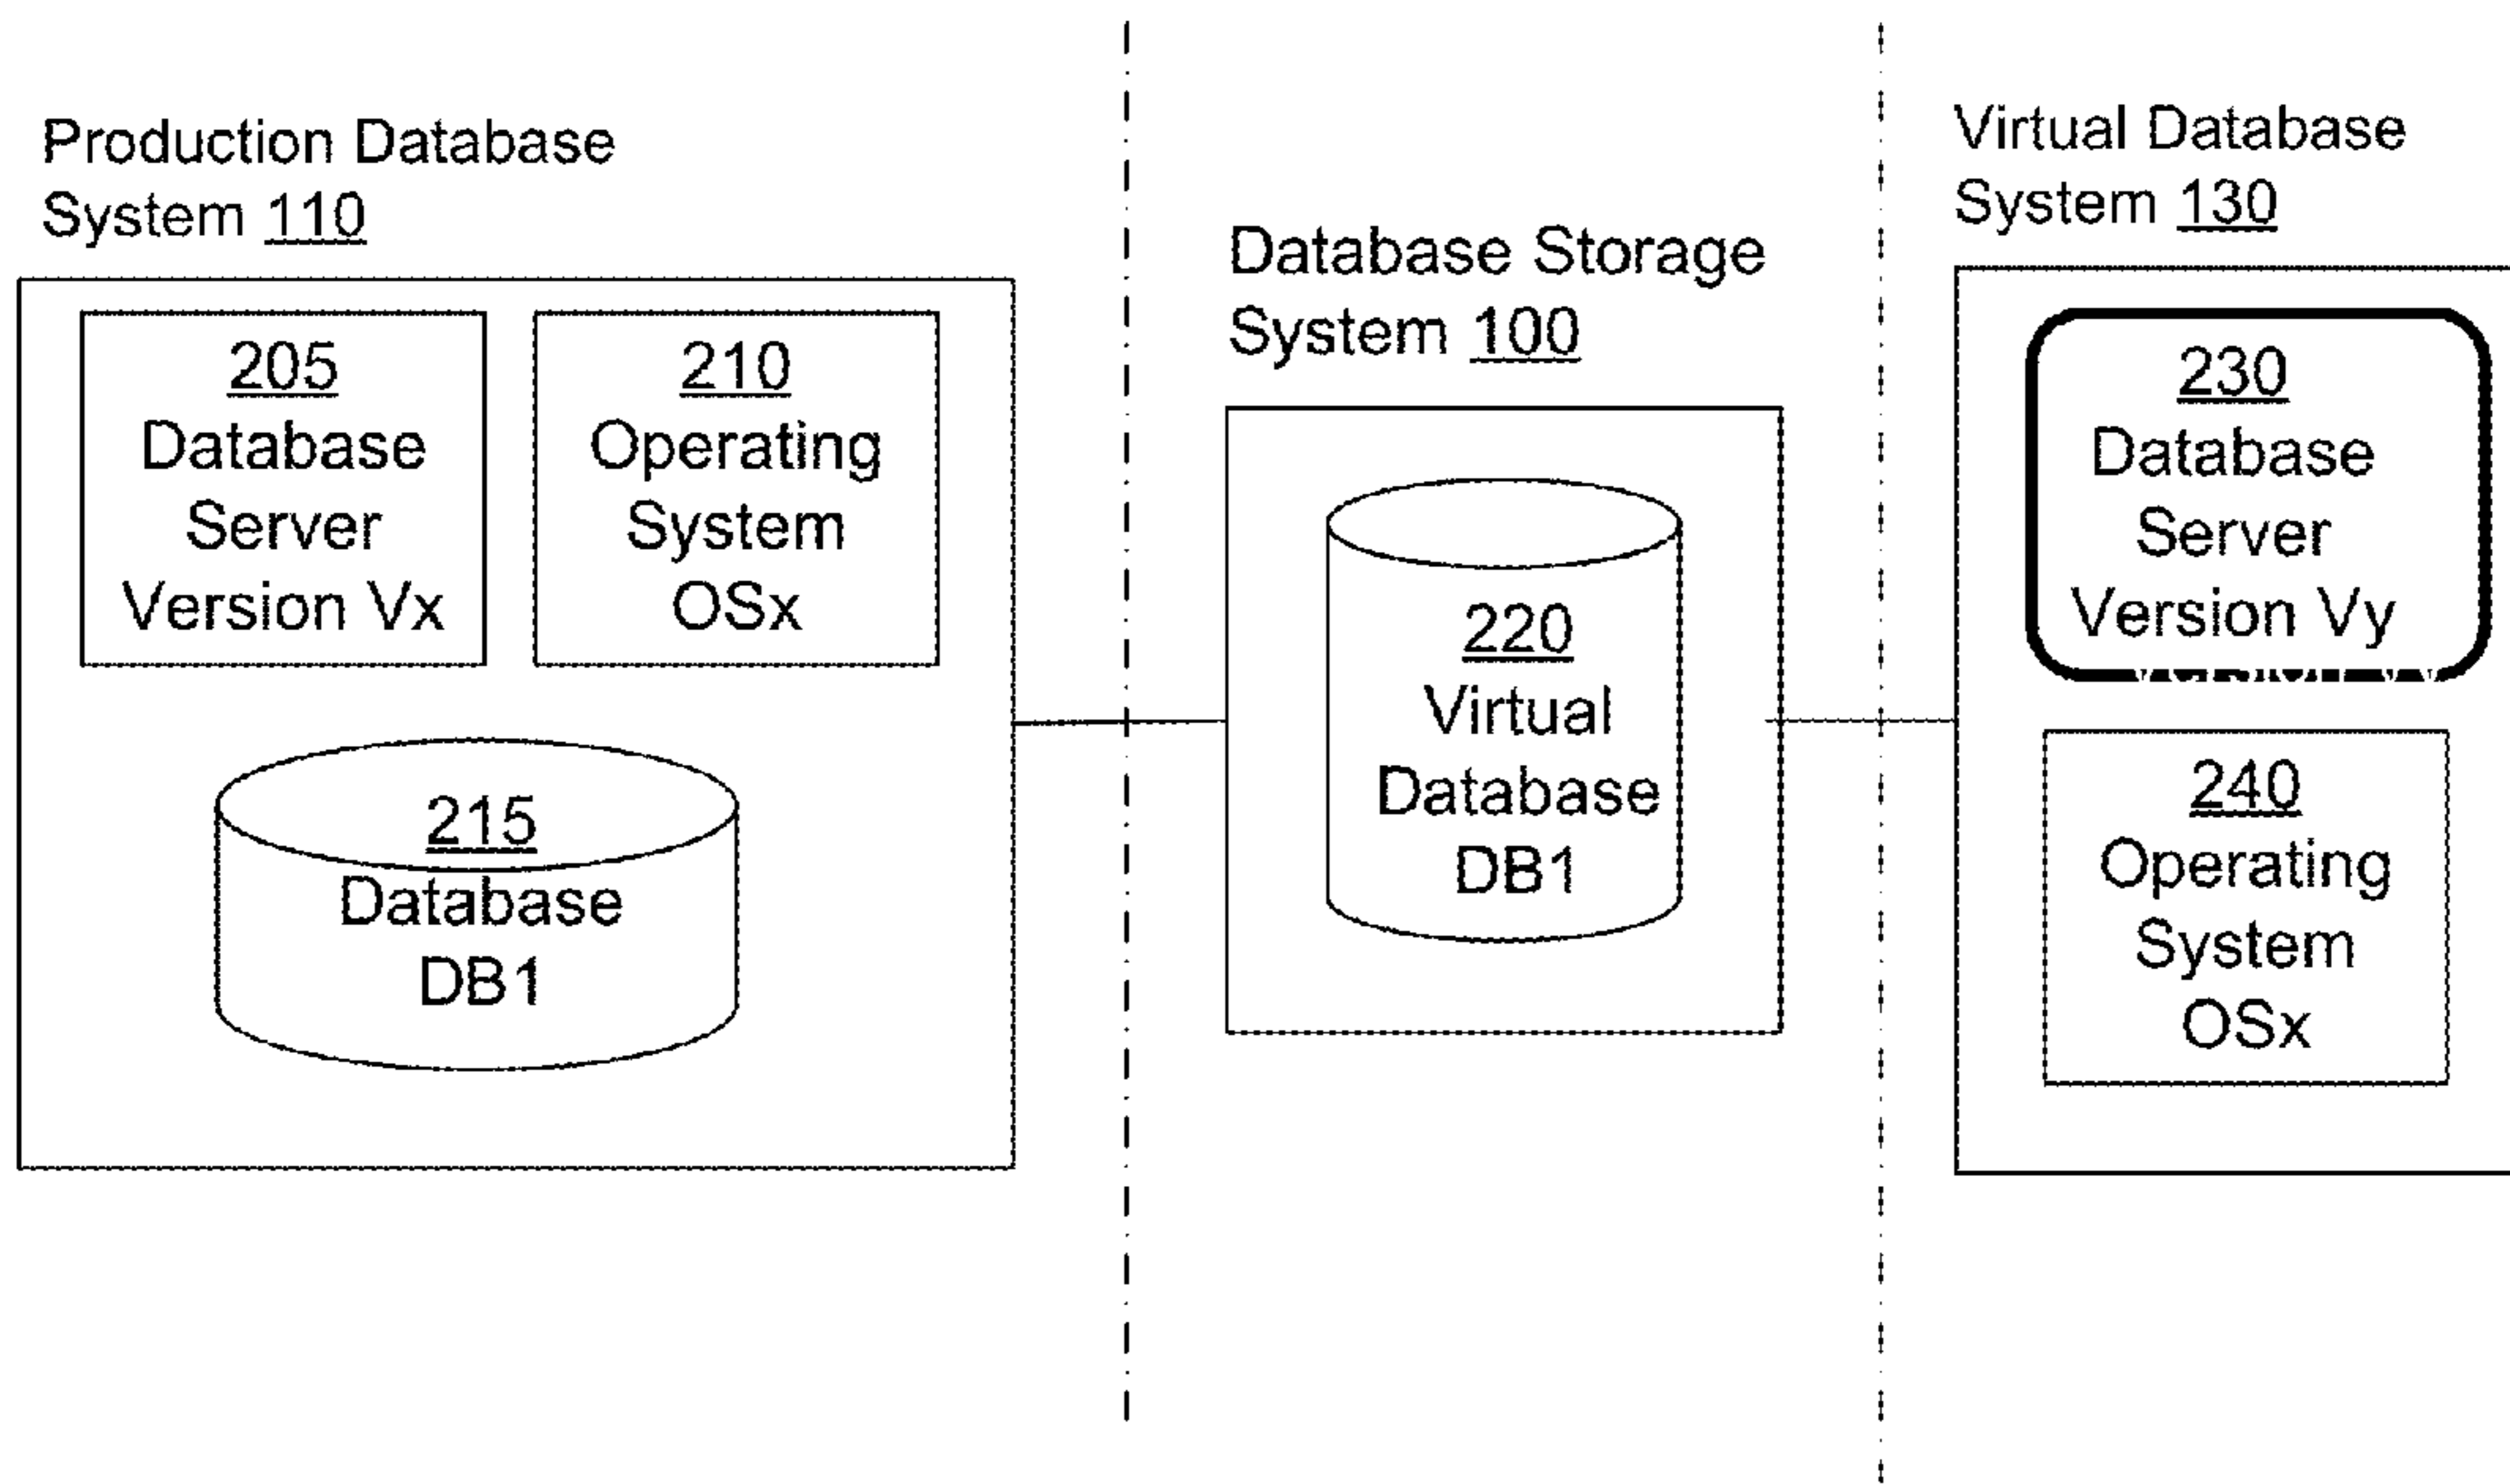 Production Database
System 110
205
Database
Server
Version Vx
210
Operating
System
OSx
215
Database
DB1
Database Storage
System 100
220
Virtual
Database
DB1
Virtual Database
System 130
230
Database
Server
Version Vy
240
Operating
System
OSx